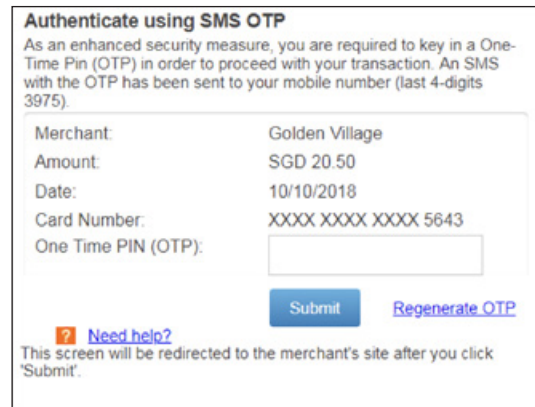 Authenticate using SMS OTP
As an enhanced security measure, you are required to key in a One-
Time Pin (OTP) in order to proceed with your transaction. An SMS
with the OTP has been sent to your mobile number (last 4-digits
3975).
Merchant: Golden Village
Amount: SGD 20.50
Date: 10/10/2018
Card Number: XXXX XXXX XXXX 5643
One Time PIN (OTP):
Submit Regenerate OTP
? Need help?
This screen will be redirected to the merchant's site after you click
'Submit'.